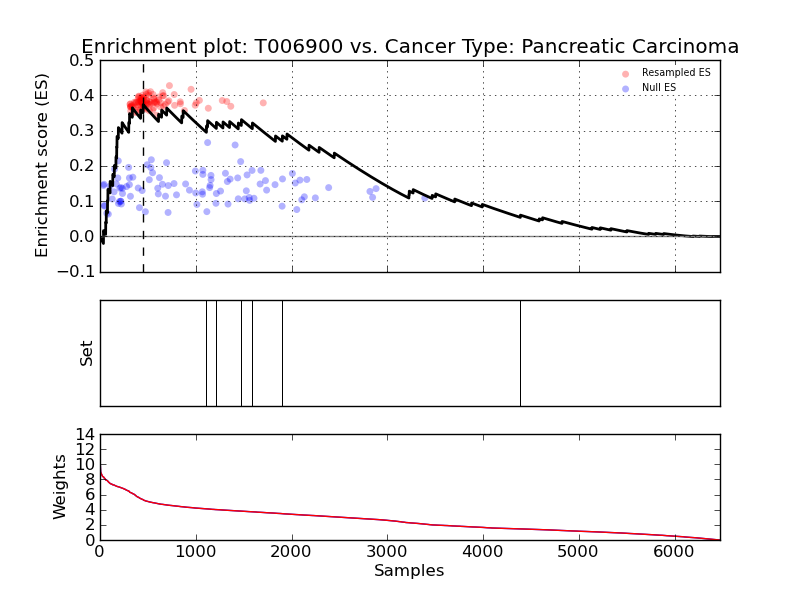 Enrichment plot: T006900 vs. Cancer Type: Pancreatic Carcinoma
Enrichment score (ES)
0.5
0.4
0.3
0.2
0.1
0.0
−0.1
Resampled ES
Null ES
Set
Weights
14
12
10
8
6
4
2
0
0 1000 2000 3000 4000 5000 6000
Samples